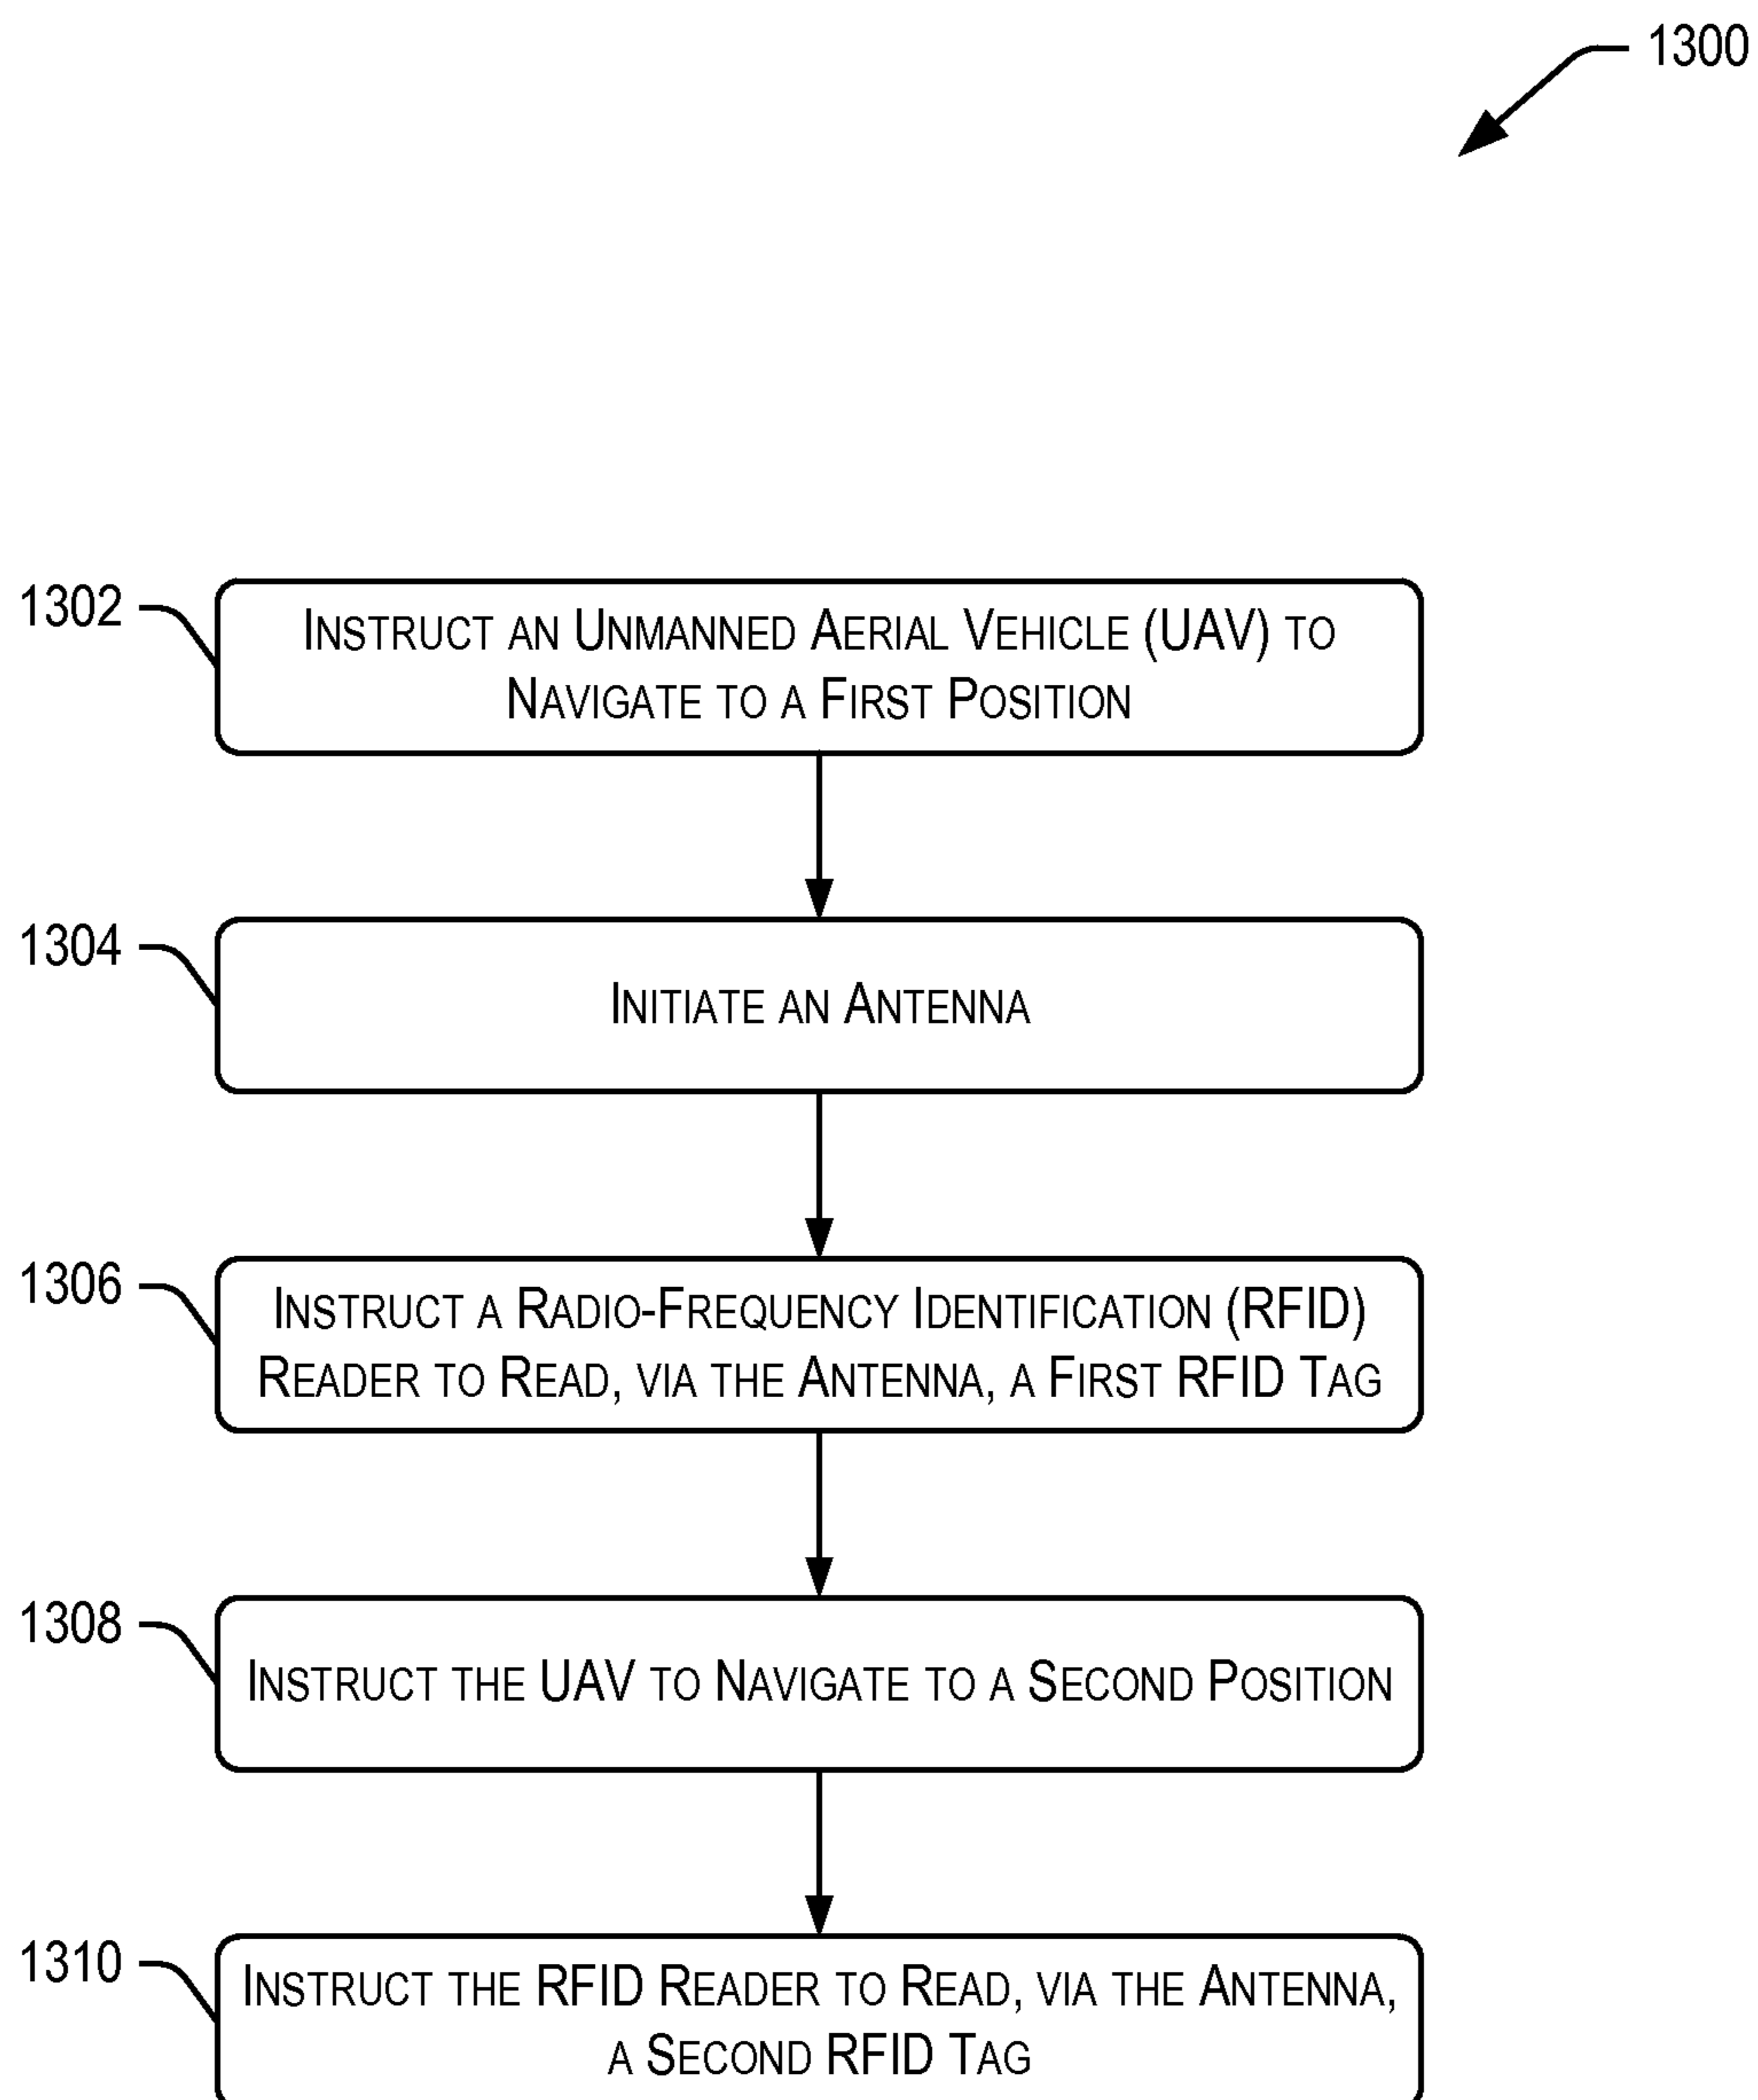 1300
1302
Instruct an Unmanned Aerial Vehicle (UAV) to
Navigate to a First Position
1304
Initiate an Antenna
1306
Instruct a Radio-Frequency Identification (RFID)
Reader to Read, via the Antenna, a First RFID Tag
1308
Instruct the UAV to Navigate to a Second Position
1310
Instruct the RFID Reader to Read, via the Antenna,
a Second RFID Tag